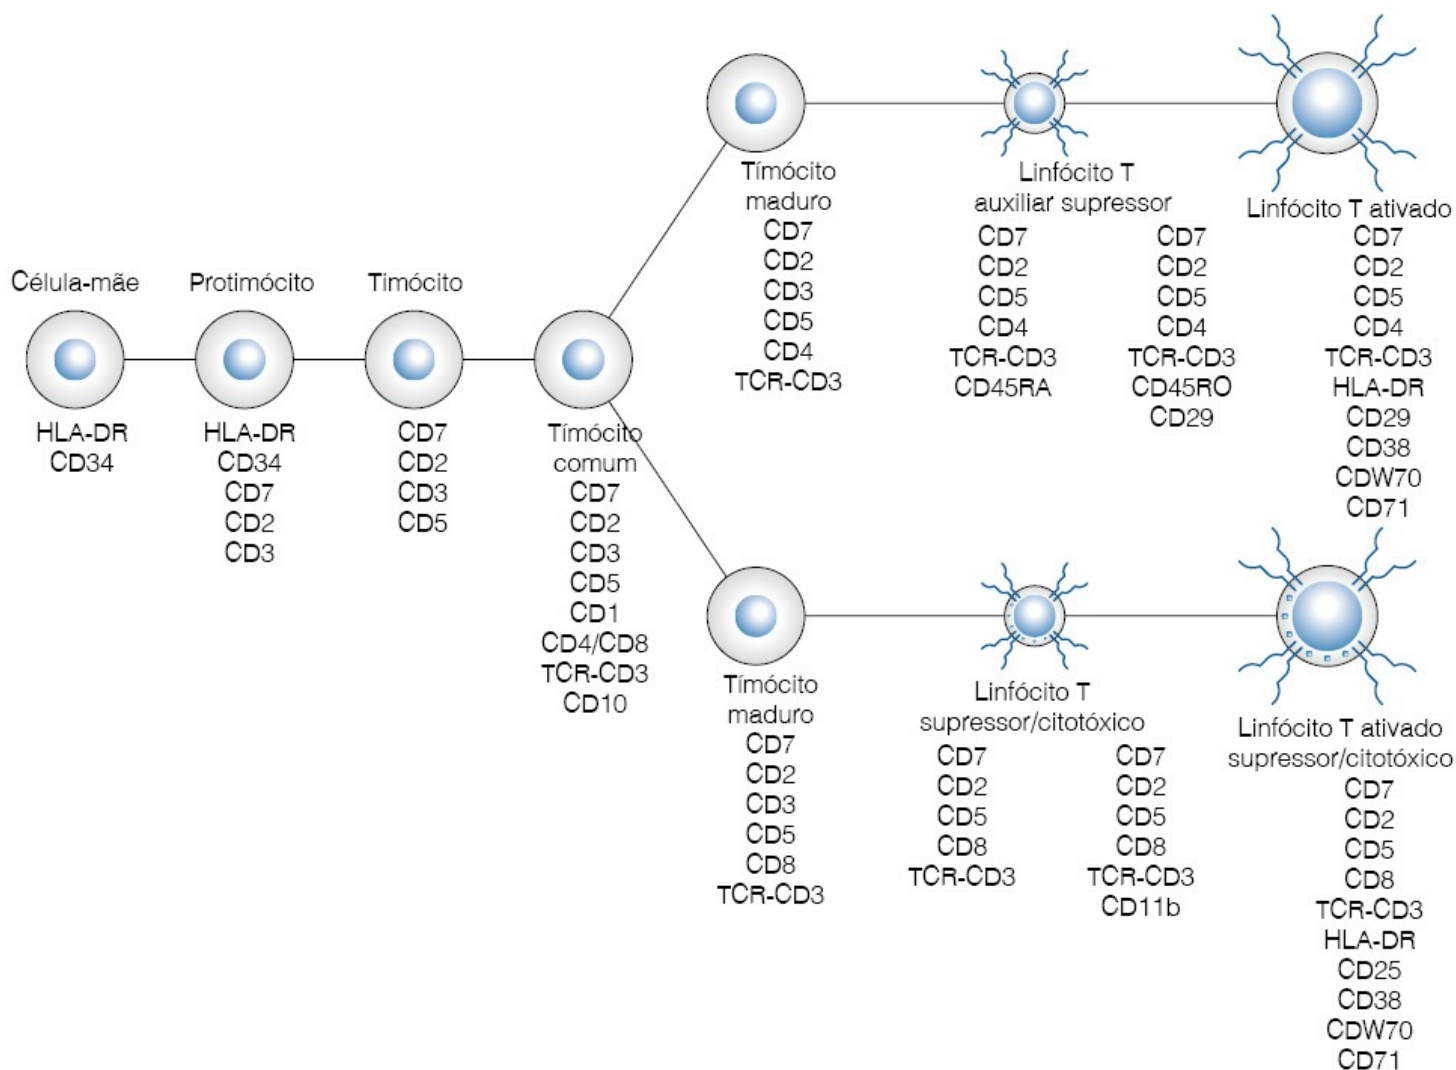 Célula-mãe
HLA-DR
CD34
Protimócito
HLA-DR
CD34
CD7
CD2
CD3
Timócito
CD7
CD2
CD3
CD5
Tímócito
comum
CD7
CD2
CD3
CD5
CD1
CD4/CD8
TCR-CD3
CD10
Tímócito
maduro
CD7
CD2
CD3
CD5
CD4
TCR-CD3
Linfócito T
auxiliar supressor
CD7
CD2
CD5
CD4
TCR-CD3
CD45RA
CD7
CD2
CD5
CD4
TCR-CD3
CD45RO
CD29
Linfócito T ativado
CD7
CD2
CD5
CD4
TCR-CD3
HLA-DR
CD29
CD38
CDW70
CD71
Tímócito
maduro
CD7
CD2
CD3
CD5
CD8
TCR-CD3
Linfócito T
supressor/citotóxico
CD7
CD2
CD5
CD8
TCR-CD3
CD7
CD2
CD5
CD8
TCR-CD3
CD11b
Linfócito T ativado
supressor/citotóxico
CD7
CD2
CD5
CD8
TCR-CD3
HLA-DR
CD25
CD38
CDW70
CD71